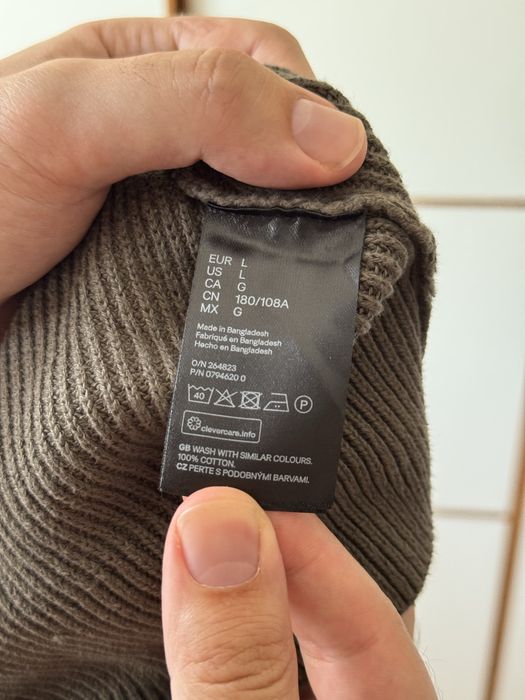 EUR L
US L
CA G
CN 180/108A
MX G
Made in Bangladesh
Fabriqué en Bangladesh
Hecho en Bangladesh
O/N 264823
P/N 0794620 0
40 P
clevercare.info
GB WASH WITH SIMILAR COLOURS.
100% COTTON.
CZ PERTE S PODOBNÝMI BARVAMI.